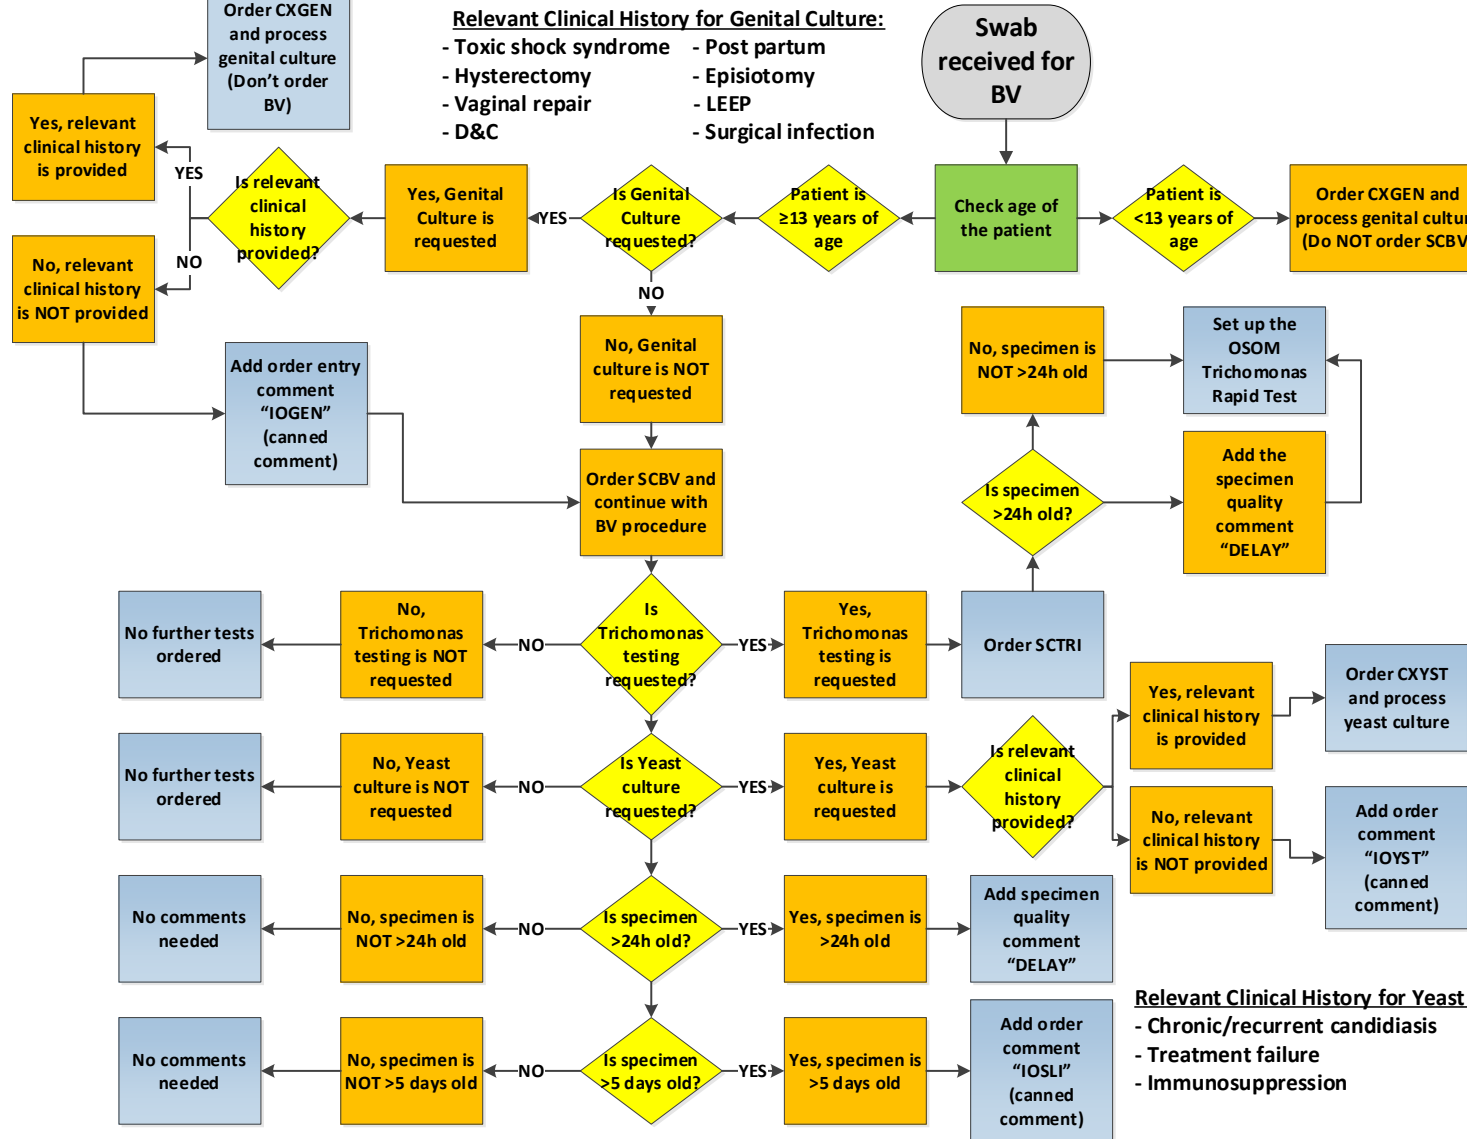 Order CXGEN
and process
genital culture
(Don't order
BV)
Relevant Clinical History for Genital Culture:
- Toxic shock syndrome
- Hysterectomy
- Vaginal repair
- D&C
- Post partum
- Episiotomy
- LEEP
- Surgical infection
Swab
received for
BV
Yes, relevant
clinical history
is provided
YES
Is relevant
clinical
history
provided?
NO
Yes, Genital
Culture is
requested
YES
Is Genital
Culture
requested?
Patient is
≥13 years of
age
Check age of
the patient
Patient is
<13 years of
age
Order CXGEN and
process genital cultur
(Do NOT order SCBV
No, relevant
clinical history
is NOT provided
NO
Add order entry
comment
“IOGEN”
(canned
comment)
No, Genital
culture is NOT
requested
No, specimen is
NOT >24h old
Set up the
OSOM
Trichomonas
Rapid Test
Order SCBV and
continue with
BV procedure
Is specimen
>24h old?
Add the
specimen
quality
comment
“DELAY”
No further tests
ordered
No,
Trichomonas
testing is NOT
requested
NO
Is
Trichomonas
testing
requested?
YES
Yes,
Trichomonas
testing is
requested
Order SCTRI
No further tests
ordered
No, Yeast
culture is NOT
requested
NO
Is Yeast
culture
requested?
YES
Yes, Yeast
culture is
requested
Is relevant
clinical
history
provided?
Yes, relevant
clinical history
is provided
Order CXYST
and process
yeast culture
No, relevant
clinical history
is NOT provided
Add order
comment
“IOYST”
(canned
comment)
No comments
needed
No, specimen is
NOT >24h old
NO
Is specimen
>24h old?
YES
Yes, specimen is
>24h old
Add specimen
quality
comment
“DELAY”
No comments
needed
No, specimen is
NOT >5 days old
NO
Is specimen
>5 days old?
YES
Yes, specimen is
>5 days old
Add order
comment
“IOSLI”
(canned
comment)
Relevant Clinical History for Yeast
- Chronic/recurrent candidiasis
- Treatment failure
- Immunosuppression